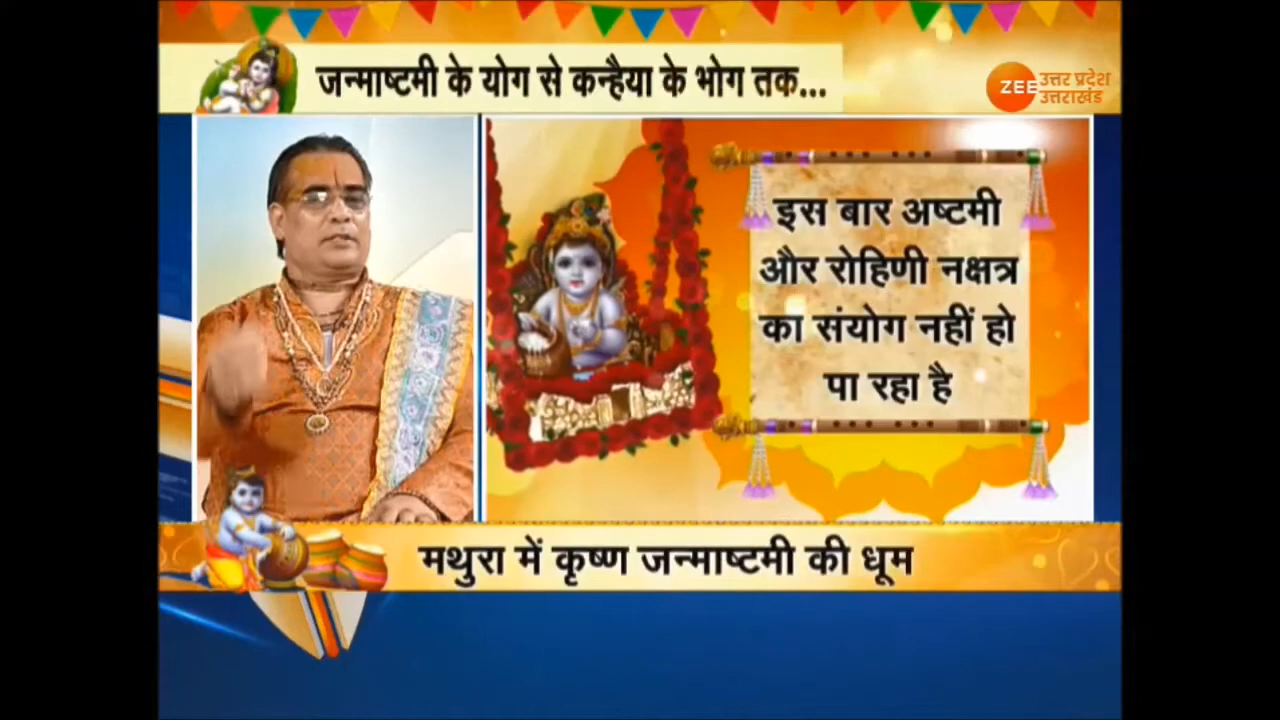 जन्माष्टमी के योग से कन्हैया के भोग तक...
ZEE उत्तर प्रदेश
उत्तराखंड
इस बार अष्टमी
और रोहिणी नक्षत्र
का संयोग नहीं हो
पा रहा है
मथुरा में कृष्ण जन्माष्टमी की धूम